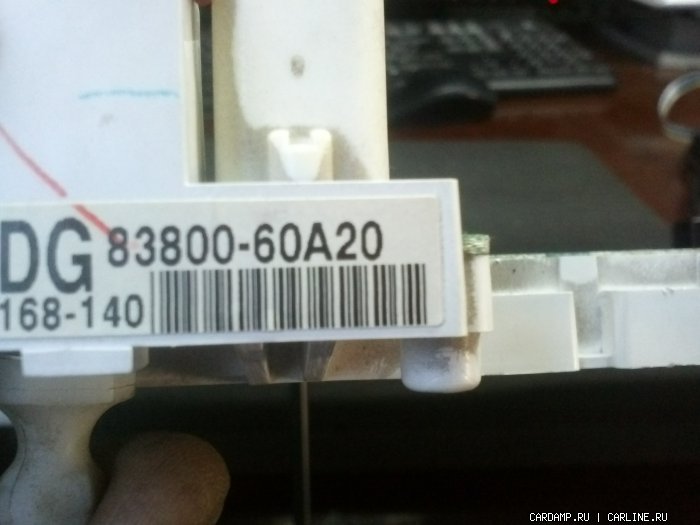 DG 83800-60A20
168-140
CARDAMP.RU | CARLINE.RU